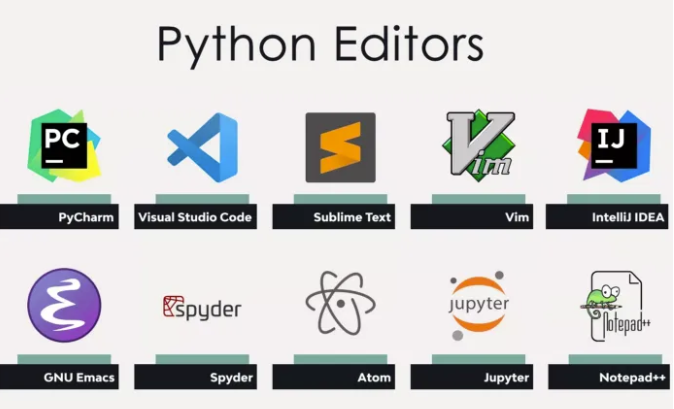 Python Editors
PC
Vim
IJ
PyCharm
Visual Studio Code
Sublime Text
Vim
IntelliJ IDEA
spyder
jupyter
Notepad++
GNU Emacs
Spyder
Atom
Jupyter
Notepad++